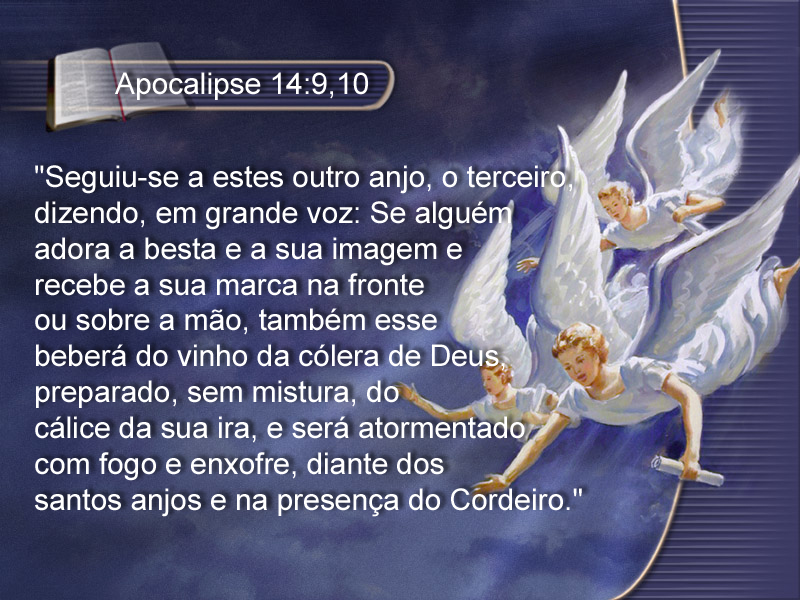 Apocalipse 14:9,10
"Seguiu-se a estes outro anjo, o terceiro,
dizendo, em grande voz: Se alguém
adora a besta e a sua imagem e
recebe a sua marca na fronte
ou sobre a mão, também esse
beberá do vinho da cólera de Deus,
preparado, sem mistura, do
cálice da sua ira, e será atormentado
com fogo e enxofre, diante dos
santos anjos e na presença do Cordeiro."